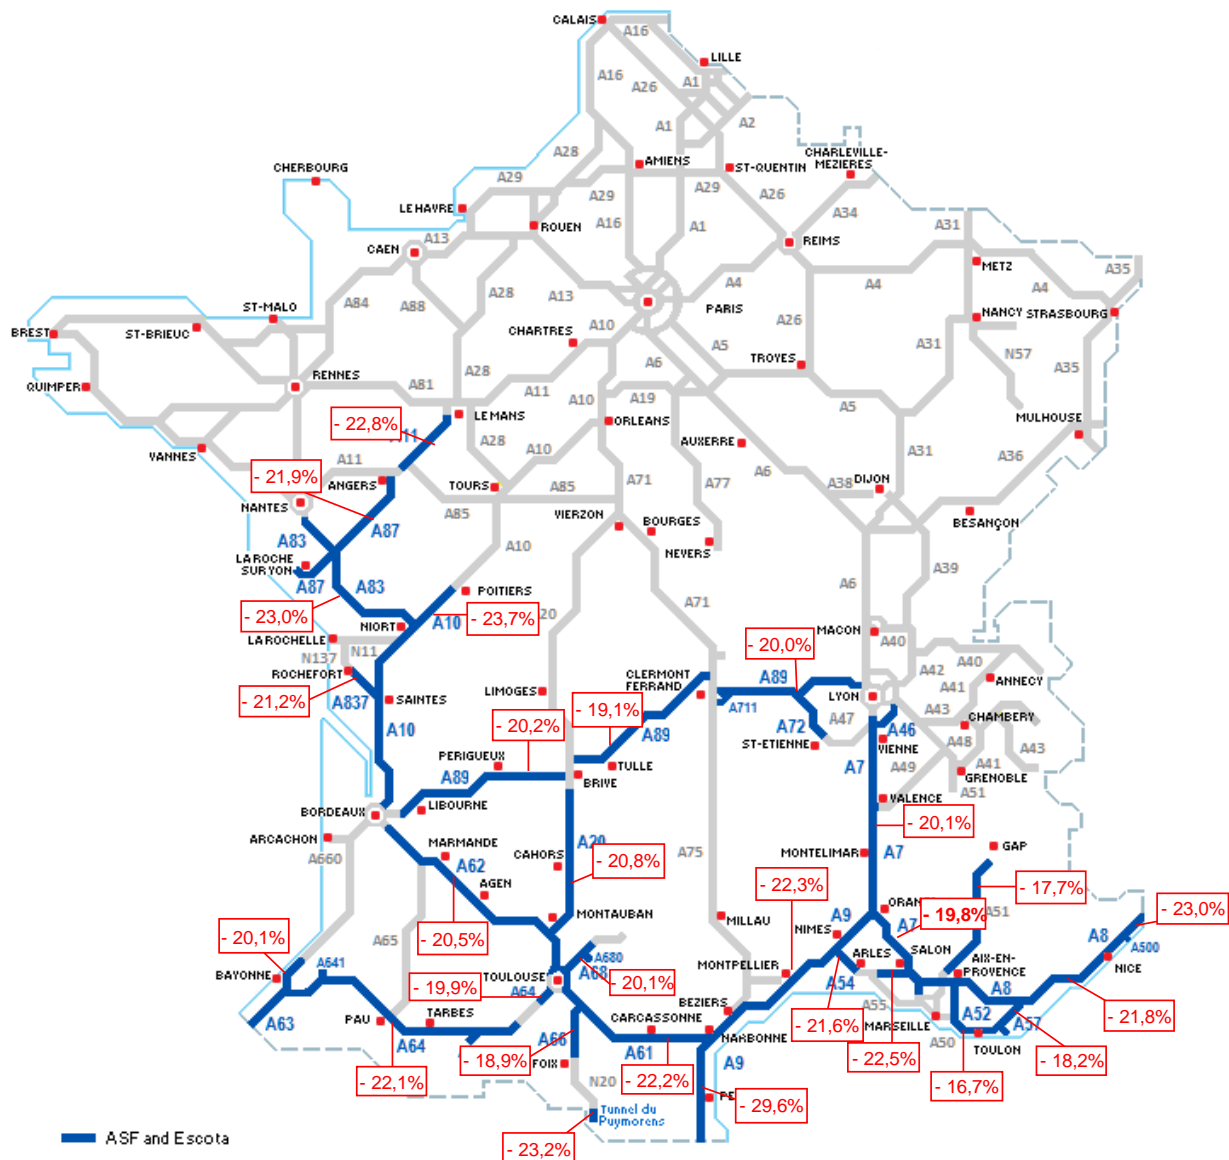 CALAIS
A16
LILLE
A16
A26
A1
A1
A2
A28
AMIENS
ST-QUENTIN
CHARLEVILLE-
MEZIERES
CHERBOURG
A29
A29
A29
A26
A34
LE HAVRE
ROUEN
A16
A1
REIMS
A31
CAEN
A13
METZ
A35
A4
A4
A4
ST-MALO
A84
A88
A28
A13
PARIS
BREST
ST-BRIEUC
CHARTRES
A10
A26
NANCY
STRASBOURG
A6
A5
TROYES
A31
N57
A35
QUIMPER
RENNES
A81
A28
A11
A10
A19
A5
LE MANS
ORLEANS
MULHOUSE
- 22,8%
A11
AUXERRE
VANNES
A11
A28
A10
A71
A77
A6
A31
A36
- 21,9%
ANGERS
TOURS
A85
A38
DIJON
NANTES
A85
VIERZON
BOURGES
BESANÇON
A83
A87
A10
NEVERS
A39
LA ROCHE
SUR YON
A87
A83
POITIERS
A6
A71
- 23,0%
A10
- 23,7%
20
NIORT
MACON
A40
LA ROCHELLE
N11
- 20,0%
N137
ROCHEFORT
CLERMONT
FERRAND
A42
A40
A89
LYON
A41
ANNECY
- 21,2%
A837
SAINTES
LIMOGES
- 19,1%
A711
A47
A43
A10
- 20,2%
A89
A72
A46
CHAMBERY
ST-ETIENNE
VIENNE
A48
A43
PERIGUEUX
TULLE
A7
A49
A41
GRENOBLE
A89
BRIVE
A51
BORDEAUX
LIBOURNE
VALENCE
- 20,1%
ARCACHON
A660
MARMANDE
A20
A75
MONTELIMAR
A7
GAP
A62
CAHORS
- 20,8%
AGEN
- 22,3%
- 17,7%
MONTAUBAN
MILLAU
A9
ORAN
A51
- 23,0%
A65
- 20,5%
NIMES
A7
- 19,8%
A8
A500
- 20,1%
A641
A680
ARLES
SALON
BAYONNE
TOULOUSE
A68
MONTPELLIER
AIX-EN-
PROVENCE
NICE
- 19,9%
A64
- 20,1%
A54
A8
BEZIERS
A55
A52
A63
PAU
TARBES
CARCASSONNE
MARSEILLE
A57
- 21,8%
A64
A66
NARBONNE
- 21,6%
A50
TOULON
- 18,9%
A61
A9
- 22,5%
- 18,2%
FOIX
- 22,1%
- 22,2%
- 16,7%
N20
PE
- 29,6%
Tunnel du
Puymorens
ASF and Escota
- 23,2%